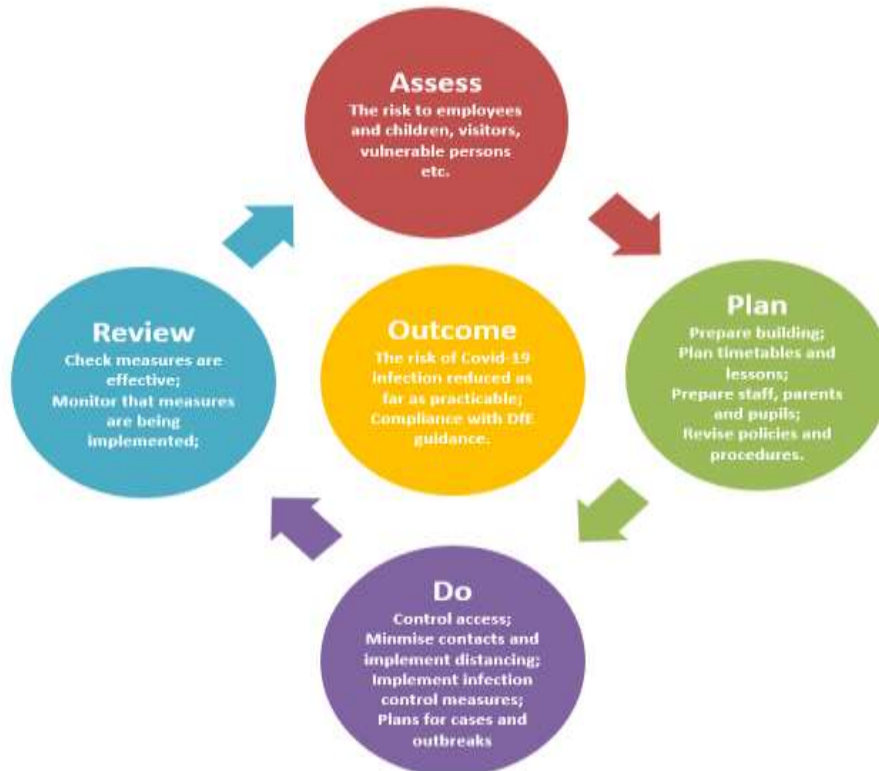 Assess
The risk to employees
and children, visitors,
vulnerable persons
etc.
Plan
Prepare building;
Plan timetables and
lessons;
Prepare staff, parents
and pupils;
Revise policies and
procedures.
Do
Control access;
Minmise contacts and
implement distancing;
Implement infection
control measures;
Plans for cases and
outbreaks
Review
Check measures are
effective;
Monitor that measures
are being
implemented;
Outcome
The risk of Covid-19
infection reduced as
far as practicable;
Compliance with DfE
guidance.